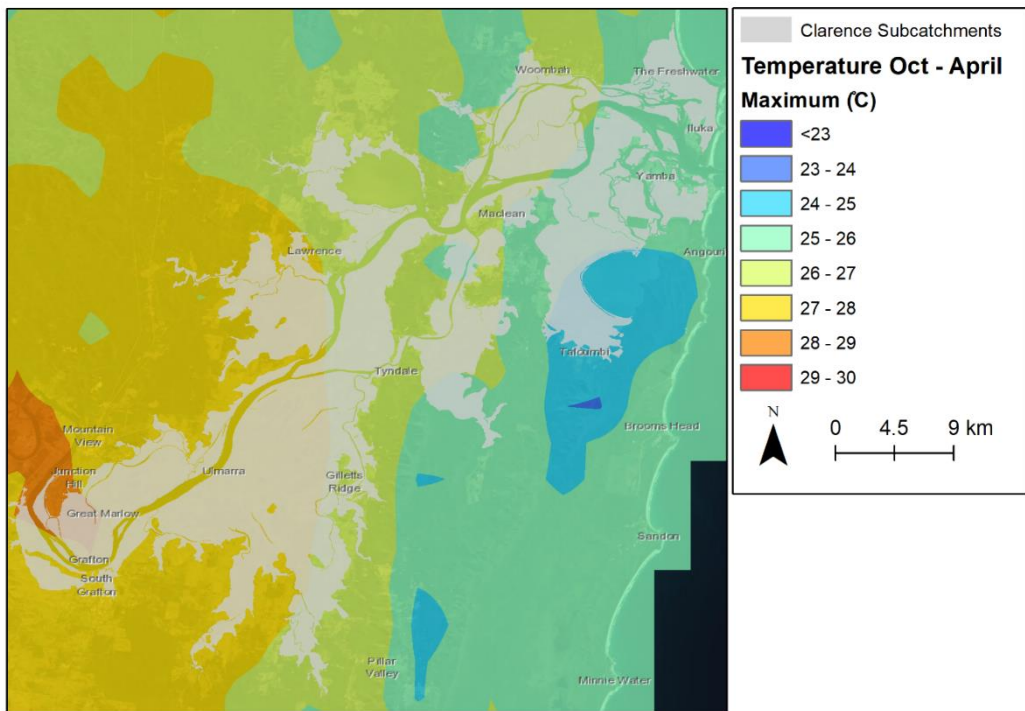 Woombah
The Freshwater
Iluka
Yamba
Maclean
Lawrence
Angouri
Talcumbi
Tyndale
Brooms Head
Mountain
View
Junction
Hill
Ulmarra
Gilletts
Ridge
Great Marlow
Sandon
Grafton
South
Grafton
Pillar
Valley
Minnie Water
Clarence Subcatchments
Temperature Oct - April
Maximum (˚C)
<23
23 - 24
24 - 25
25 - 26
26 - 27
27 - 28
28 - 29
29 - 30
N
0 4.5 9 km